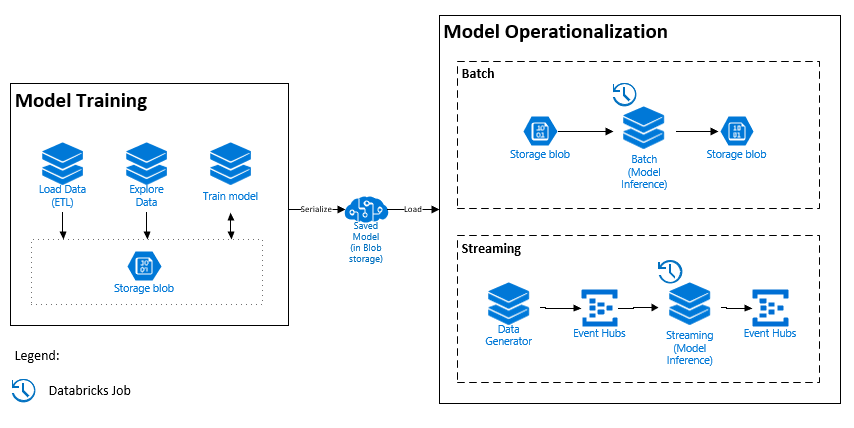 Model Training
Load Data
(ETL)
Explore
Data
Train model
Storage blob
Serialize
Saved
Model
(in Blob
storage)
Load
Model Operationalization
Batch
Storage blob
Batch
(Model
Inference)
Storage blob
Streaming
Data
Generator
Event Hubs
Streaming
(Model
Inference)
Event Hubs
Legend:
Databricks Job